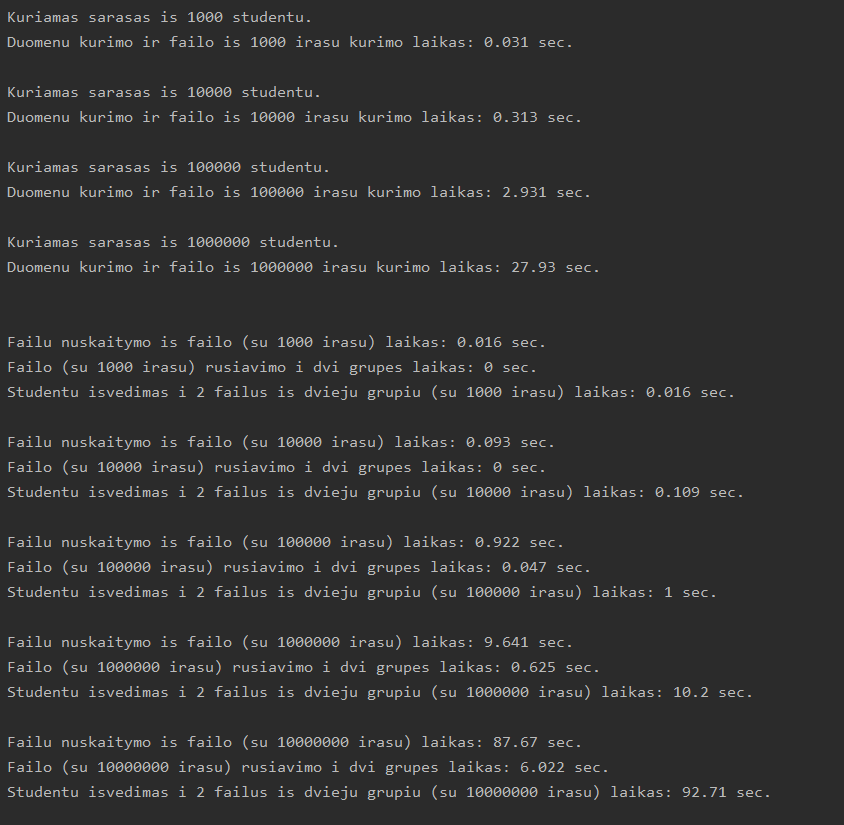 Kuriamas sarasas is 1000 studentu.
Duomenu kurimo ir failo is 1000 irasu kurimo laikas: 0.031 sec.
Kuriamas sarasas is 10000 studentu.
Duomenu kurimo ir failo is 10000 irasu kurimo laikas: 0.313 sec.
Kuriamas sarasas is 100000 studentu.
Duomenu kurimo ir failo is 100000 irasu kurimo laikas: 2.931 sec.
Kuriamas sarasas is 1000000 studentu.
Duomenu kurimo ir failo is 1000000 irasu kurimo laikas: 27.93 sec.
Failu nuskaitymo is failo (su 1000 irasu) laikas: 0.016 sec.
Failo (su 1000 irasu) rusiavimo i dvi grupes laikas: 0 sec.
Studentu isvedimas i 2 failus is dvieju grupiu (su 1000 irasu) laikas: 0.016 sec.
Failu nuskaitymo is failo (su 10000 irasu) laikas: 0.093 sec.
Failo (su 10000 irasu) rusiavimo i dvi grupes laikas: 0 sec.
Studentu isvedimas i 2 failus is dvieju grupiu (su 10000 irasu) laikas: 0.109 sec.
Failu nuskaitymo is failo (su 100000 irasu) laikas: 0.922 sec.
Failo (su 100000 irasu) rusiavimo i dvi grupes laikas: 0.047 sec.
Studentu isvedimas i 2 failus is dvieju grupiu (su 100000 irasu) laikas: 1 sec.
Failu nuskaitymo is failo (su 1000000 irasu) laikas: 9.641 sec.
Failo (su 1000000 irasu) rusiavimo i dvi grupes laikas: 0.625 sec.
Studentu isvedimas i 2 failus is dvieju grupiu (su 1000000 irasu) laikas: 10.2 sec.
Failu nuskaitymo is failo (su 10000000 irasu) laikas: 87.67 sec.
Failo (su 10000000 irasu) rusiavimo i dvi grupes laikas: 6.022 sec.
Studentu isvedimas i 2 failus is dvieju grupiu (su 10000000 irasu) laikas: 92.71 sec.